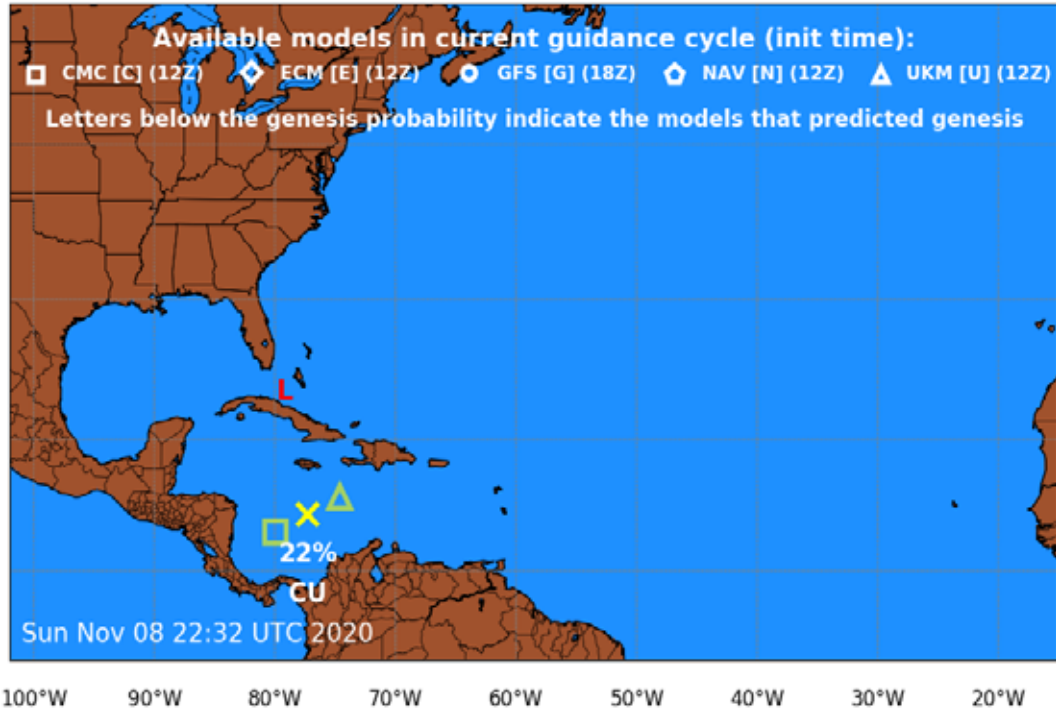 Available models in current guidance cycle (init time):
CMC [C] (12Z) ECM [E] (12Z) GFS [G] (18Z) NAV [N] (12Z) UKM [U] (12Z)
Letters below the genesis probability indicate the models that predicted genesis
L
22%
CU
Sun Nov 08 22:32 UTC 2020
100°W 90°W 80°W 70°W 60°W 50°W 40°W 30°W 20°W